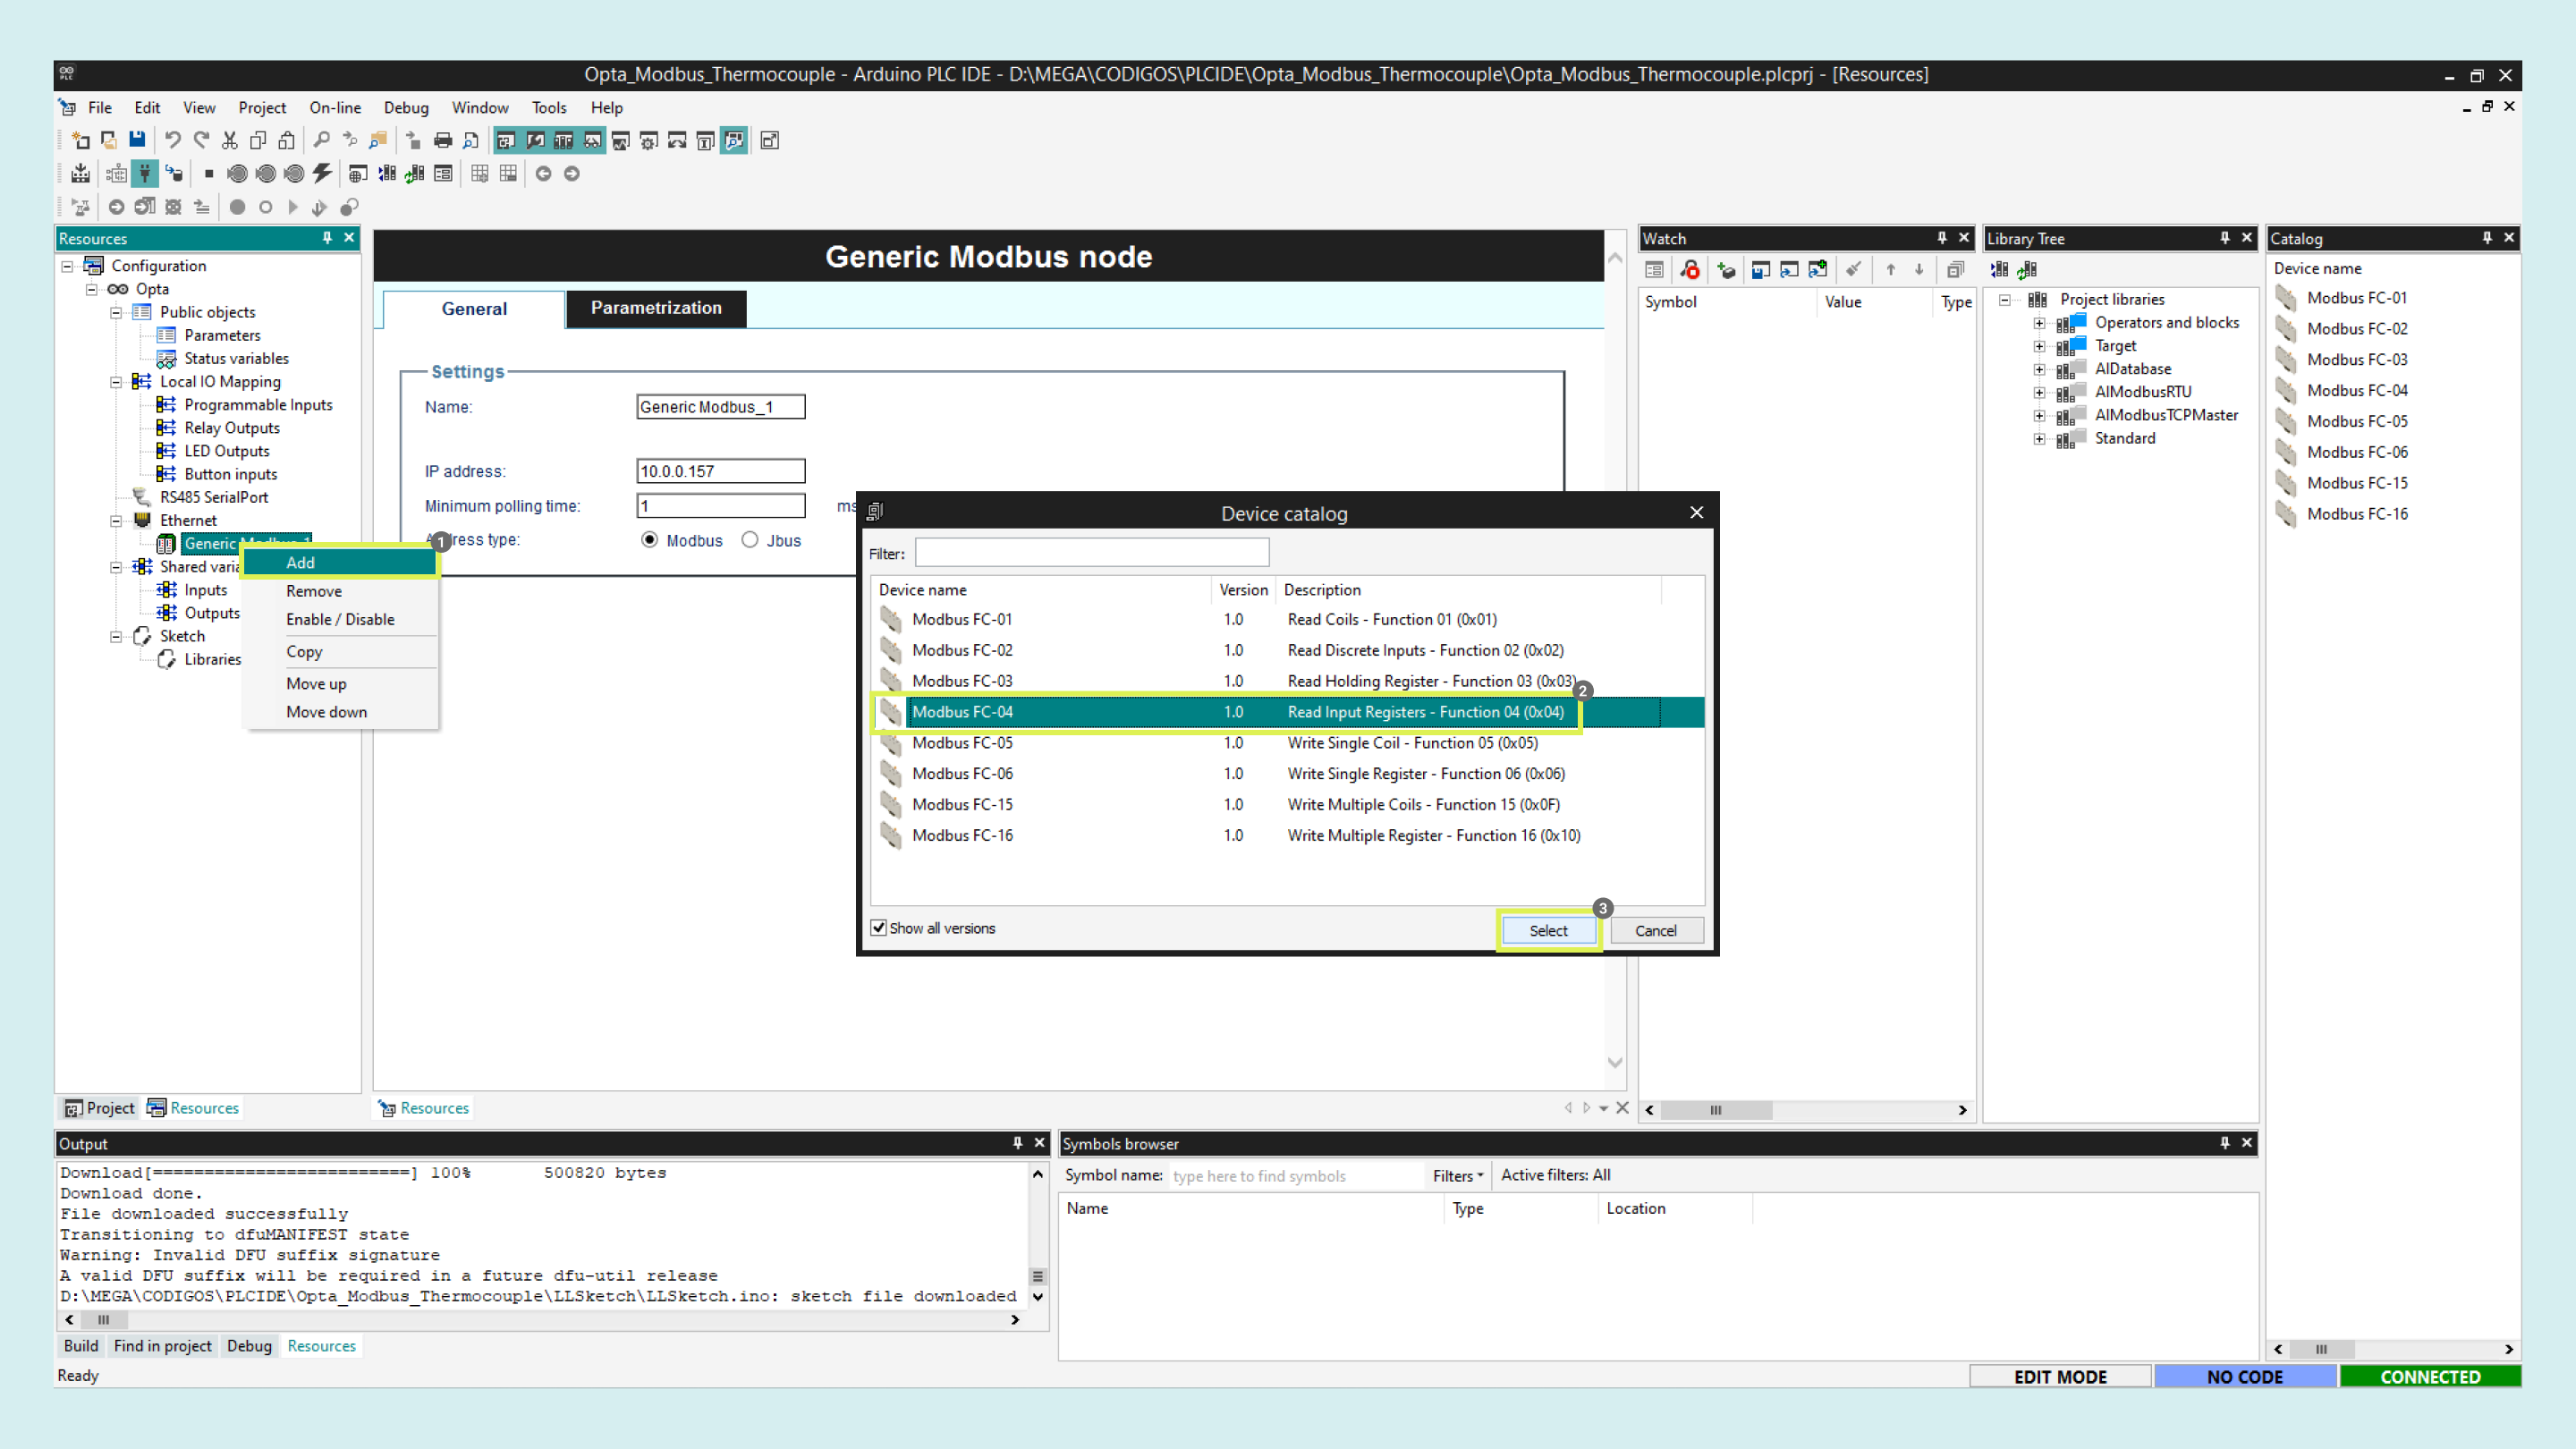 Opta_Modbus_Thermocouple - Arduino PLC IDE - D:\MEGA\CODIGOS\PLCIDE\Opta_Modbus_Thermocouple\Opta_Modbus_Thermocouple.plcprj - [Resources]
File Edit View Project On-line Debug Window Tools Help
Resources
Configuration
Opta
Public objects
Parameters
Status variables
Local IO Mapping
Programmable Inputs
Relay Outputs
LED Outputs
Button inputs
RS485 SerialPort
Ethernet
Generic Modbus_1
Shared varia
Inputs
Outputs
Sketch
Libraries
1
Add
Remove
Enable / Disable
Copy
Move up
Move down
Project Resources
Generic Modbus node
General Parametrization
Settings
Name: Generic Modbus_1
IP address: 10.0.0.157
Minimum polling time: 1 ms
Address type: Modbus Jbus
Resources
Device catalog
Filter:
Device name Version Description
Modbus FC-01 1.0 Read Coils - Function 01 (0x01)
Modbus FC-02 1.0 Read Discrete Inputs - Function 02 (0x02)
Modbus FC-03 1.0 Read Holding Register - Function 03 (0x03)
2
Modbus FC-04 1.0 Read Input Registers - Function 04 (0x04)
Modbus FC-05 1.0 Write Single Coil - Function 05 (0x05)
Modbus FC-06 1.0 Write Single Register - Function 06 (0x06)
Modbus FC-15 1.0 Write Multiple Coils - Function 15 (0x0F)
Modbus FC-16 1.0 Write Multiple Register - Function 16 (0x10)
3
Show all versions
Select Cancel
Watch
Symbol Value Type
Library Tree
Project libraries
Operators and blocks
Target
AlDatabase
AlModbusRTU
AlModbusTCPMaster
Standard
Catalog
Device name
Modbus FC-01
Modbus FC-02
Modbus FC-03
Modbus FC-04
Modbus FC-05
Modbus FC-06
Modbus FC-15
Modbus FC-16
Output
Download[=========================] 100% 500820 bytes
Download done.
File downloaded successfully
Transitioning to dfuMANIFEST state
Warning: Invalid DFU suffix signature
A valid DFU suffix will be required in a future dfu-util release
D:\MEGA\CODIGOS\PLCIDE\Opta_Modbus_Thermocouple\LLSketch\LLSketch.ino: sketch file downloaded
Build Find in project Debug Resources
Symbols browser
Symbol name: type here to find symbols Filters Active filters: All
Name Type Location
Ready
EDIT MODE NO CODE CONNECTED